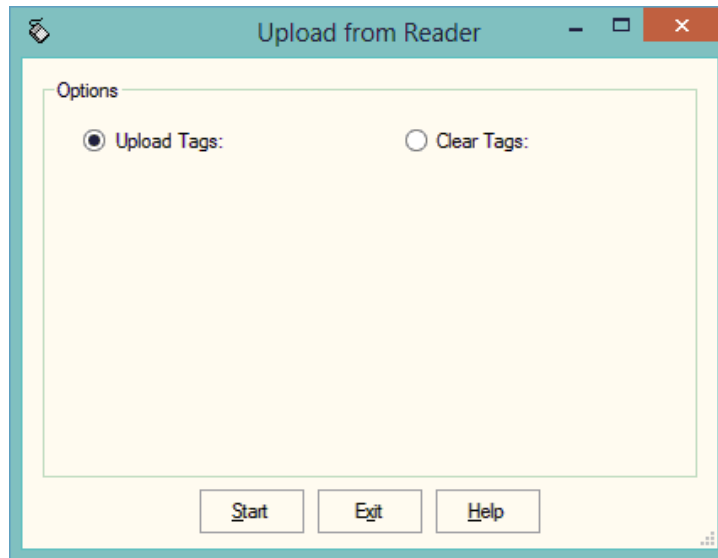 Upload from Reader
Options
Upload Tags: Clear Tags:
Start Exit Help